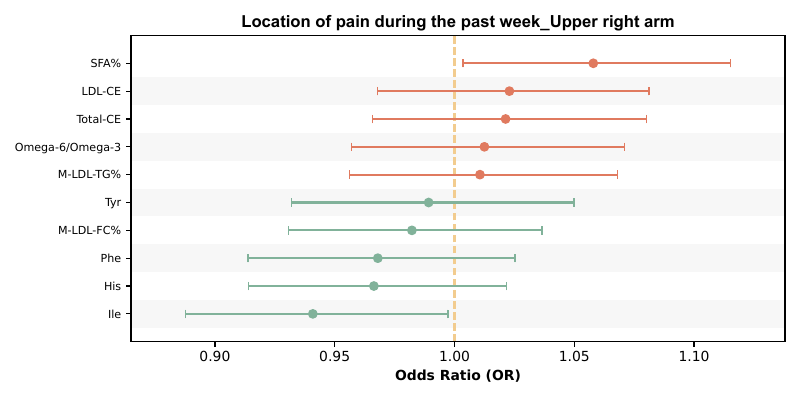 Location of pain during the past week_Upper right arm
SFA%
LDL-CE
Total-CE
Omega-6/Omega-3
M-LDL-TG%
Tyr
M-LDL-FC%
Phe
His
Ile
0.90 0.95 1.00 1.05 1.10
Odds Ratio (OR)